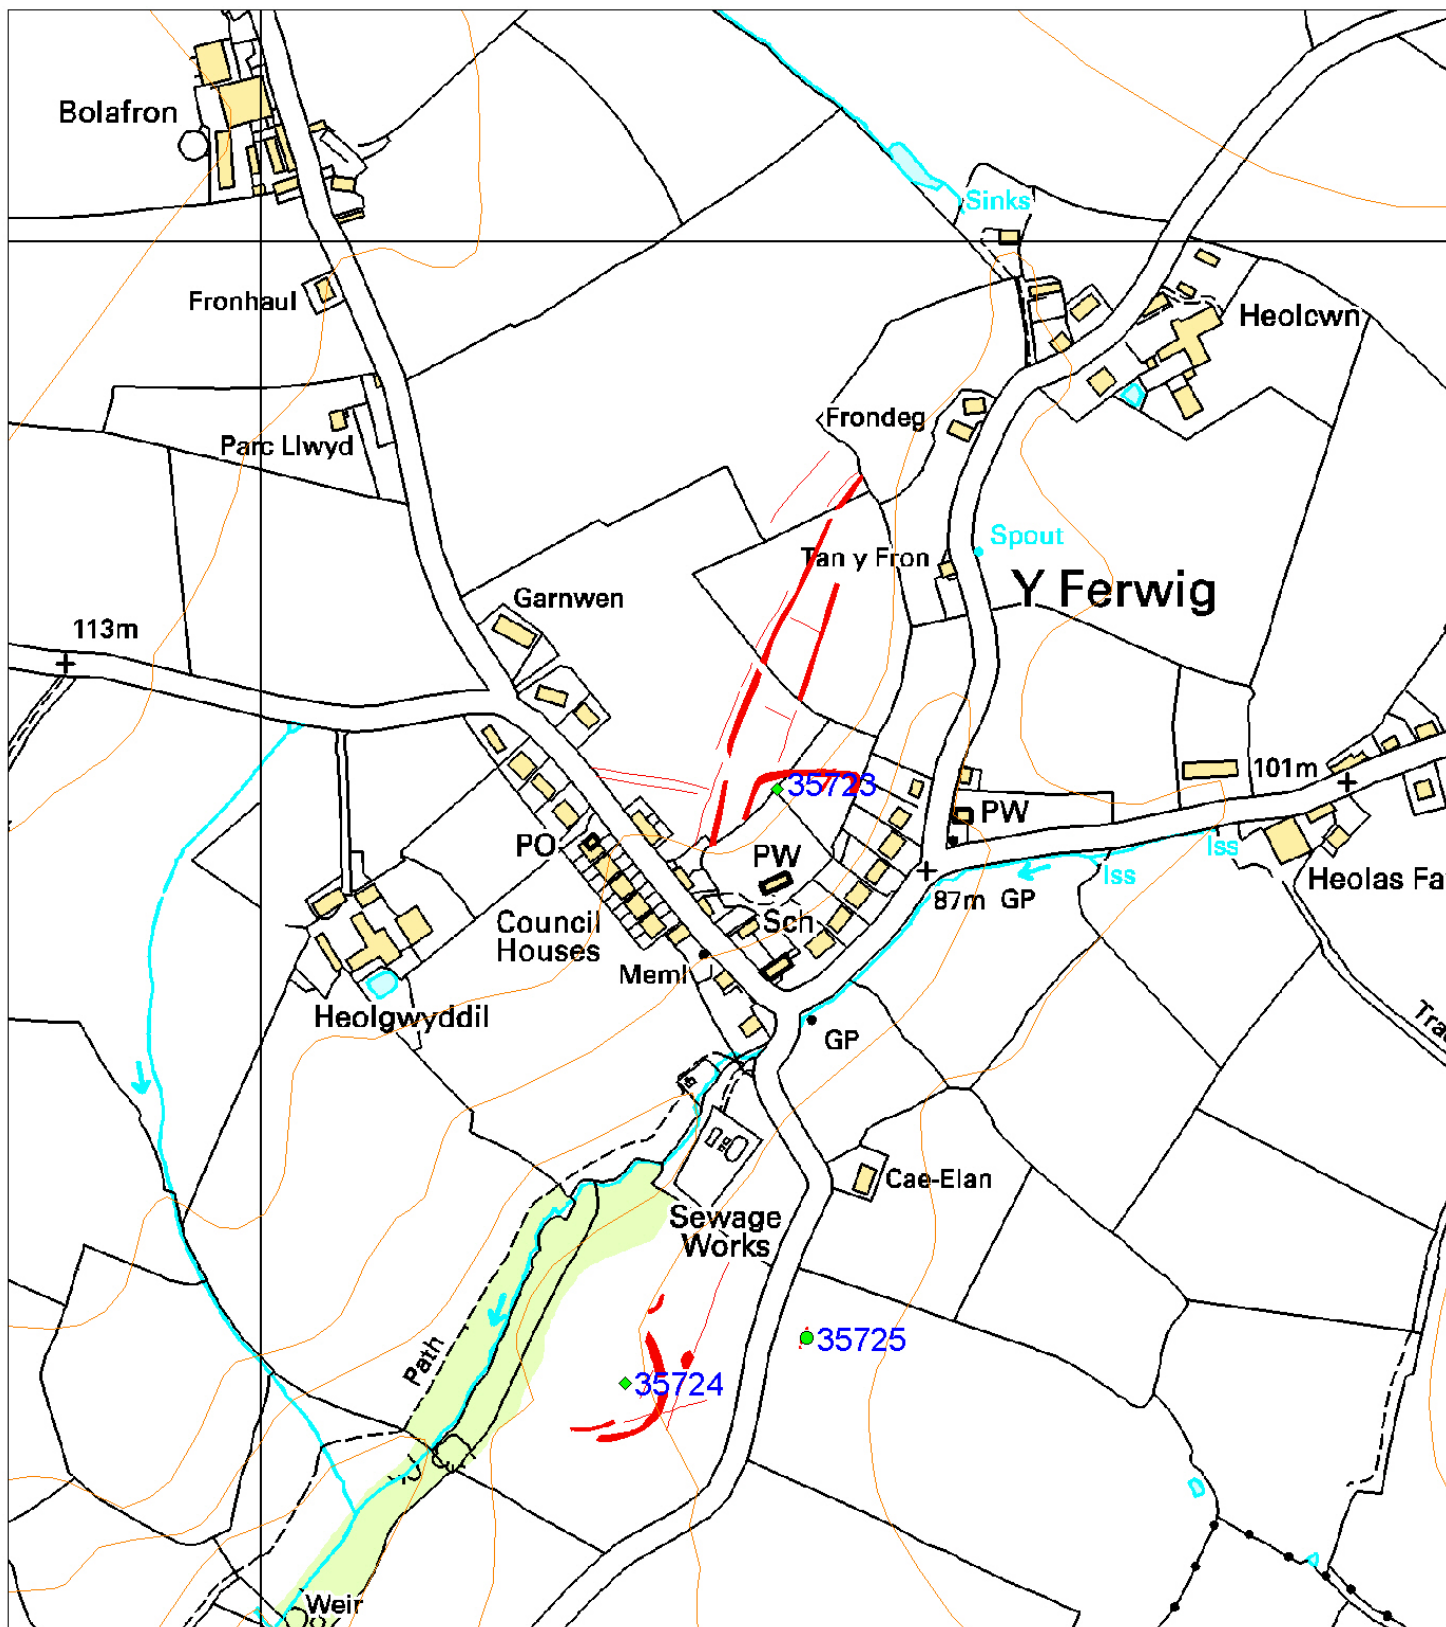 Bolafron
Sinks
Fronhaul
Heolcwn
Frondeg
Parc Llwyd
Spout
Tan y Fron
Y Ferwig
Garnwen
113m
101m
35723
PW
PO
PW
Iss
Iss
Heolas Fa
87m GP
Sch
Council
Houses
Meml
Heolgwyddil
Tra
GP
Cae-Elan
Sewage
Works
35725
Path
35724
Weir